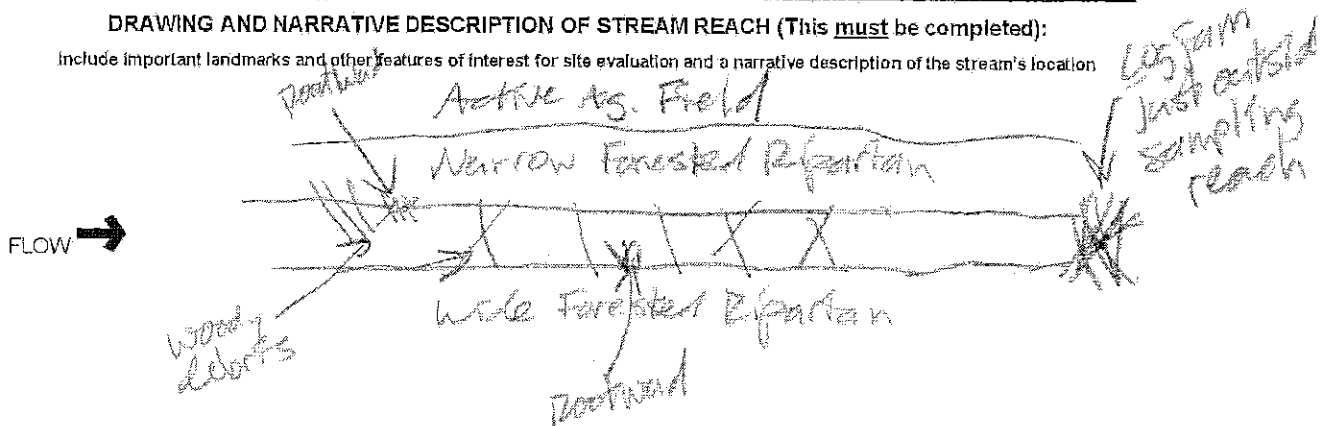 DRAWING AND NARRATIVE DESCRIPTION OF STREAM REACH (This must be completed):
Include important landmarks and other features of interest for site evaluation and a narrative description of the stream's location
Log Jam
just outside
sampling
reach
rootwad
Active Ag. Field
Narrow Forested Riparian
FLOW
Wide Forested Riparian
woody
debris
rootwad